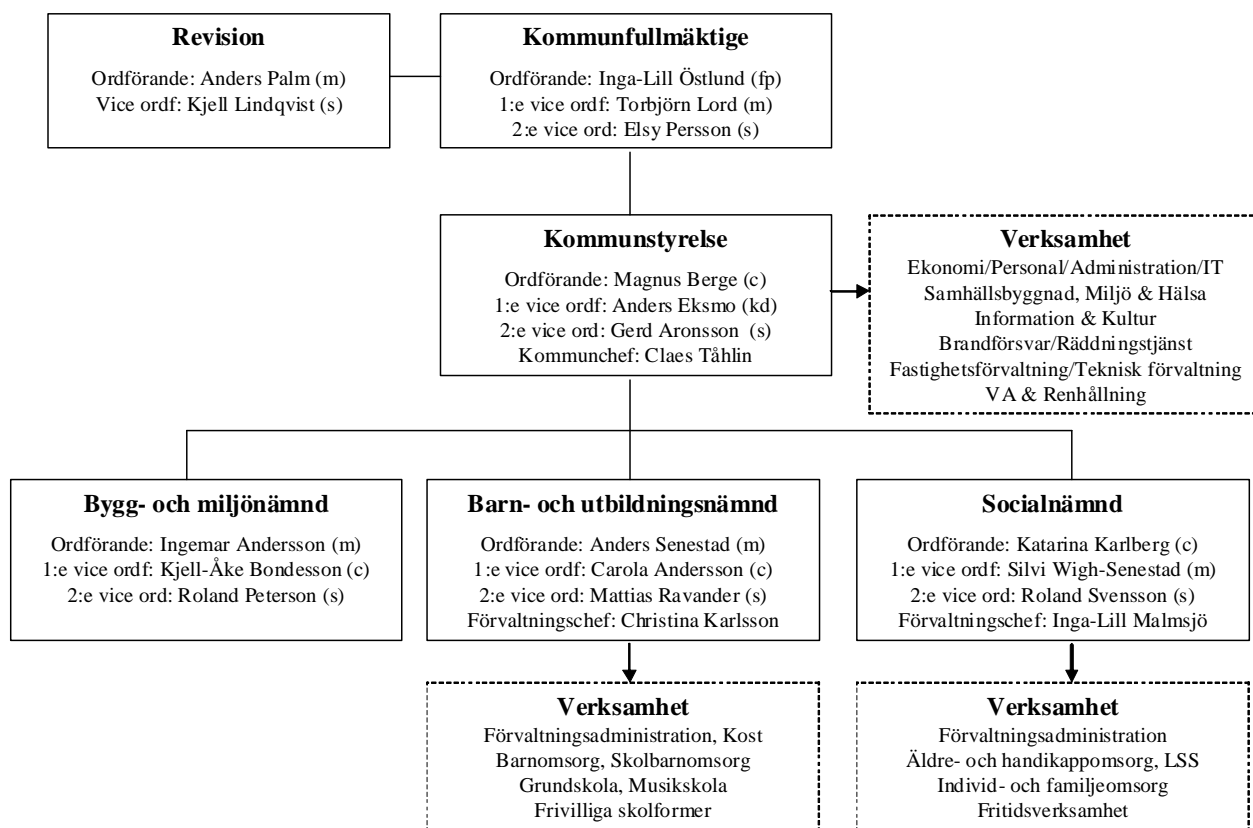 Revision
Ordförande: Anders Palm (m)
Vice ordf: Kjell Lindqvist (s)
Kommunfullmäktige
Ordförande: Inga-Lill Östlund (fp)
1:e vice ordf: Torbjörn Lord (m)
2:e vice ord: Elsy Persson (s)
Kommunstyrelse
Ordförande: Magnus Berge (c)
1:e vice ordf: Anders Eksmo (kd)
2:e vice ord: Gerd Aronsson (s)
Kommunchef: Claes Tåhlin
Verksamhet
Ekonomi/Personal/Administration/IT
Samhällsbyggnad, Miljö & Hälsa
Information & Kultur
Brandförsvar/Räddningstjänst
Fastighetsförvaltning/Teknisk förvaltning
VA & Renhållning
Bygg- och miljönämnd
Ordförande: Ingemar Andersson (m)
1:e vice ordf: Kjell-Åke Bondesson (c)
2:e vice ord: Roland Peterson (s)
Barn- och utbildningsnämnd
Ordförande: Anders Senestad (m)
1:e vice ordf: Carola Andersson (c)
2:e vice ord: Mattias Ravander (s)
Förvaltningschef: Christina Karlsson
Socialnämnd
Ordförande: Katarina Karlberg (c)
1:e vice ordf: Silvi Wigh-Senestad (m)
2:e vice ord: Roland Svensson (s)
Förvaltningschef: Inga-Lill Malmsjö
Verksamhet
Förvaltningsadministration, Kost
Barnomsorg, Skolbarnomsorg
Grundskola, Musikskola
Frivilliga skolformer
Verksamhet
Förvaltningsadministration
Äldre- och handikappomsorg, LSS
Individ- och familjeomsorg
Fritidsverksamhet